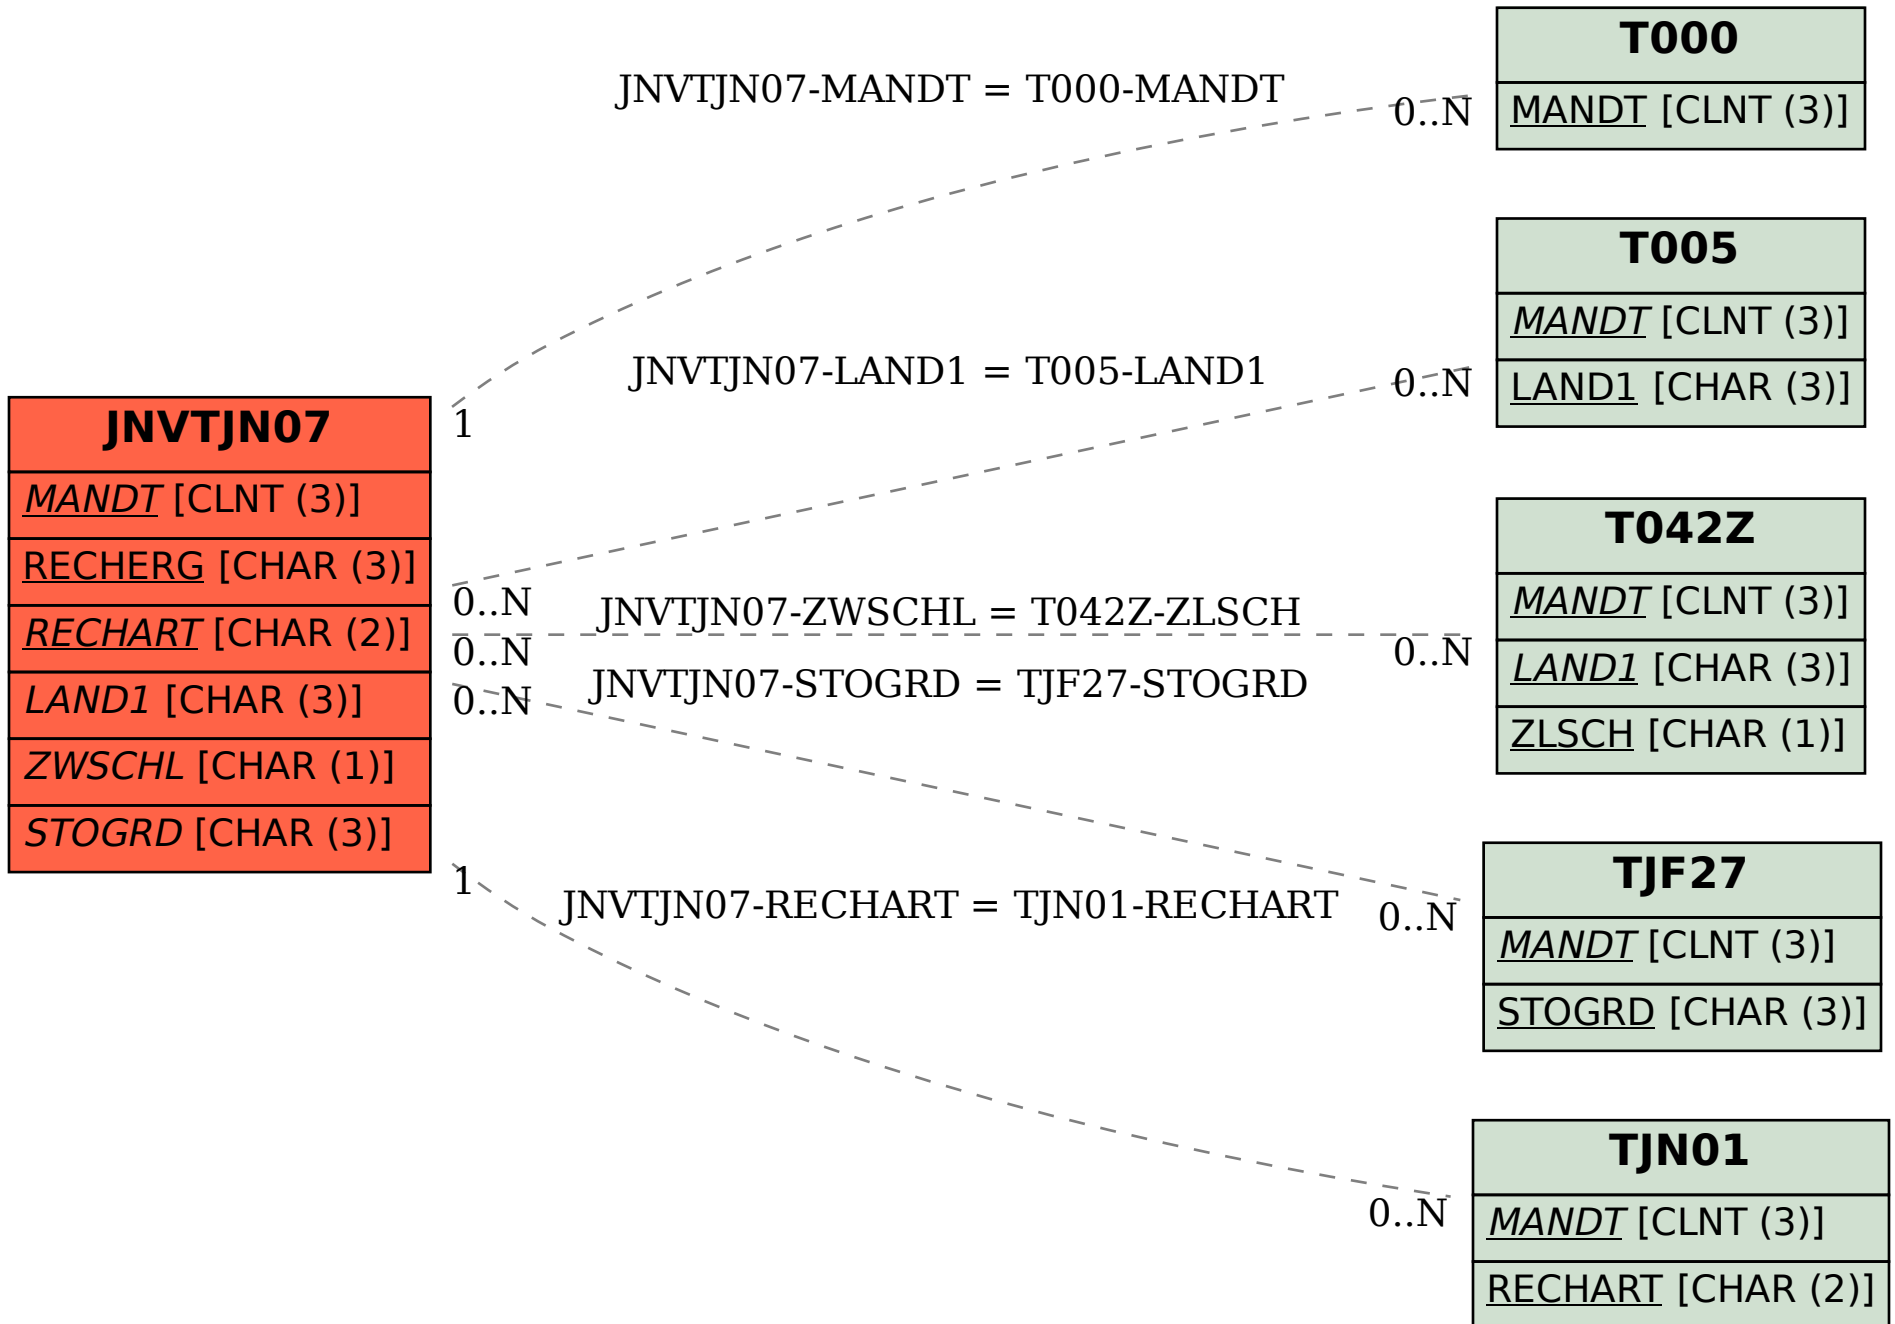 JNVTJN07
MANDT [CLNT (3)]
RECHERG [CHAR (3)]
RECHART [CHAR (2)]
LAND1 [CHAR (3)]
ZWSCHL [CHAR (1)]
STOGRD [CHAR (3)]
JNVTJN07-MANDT = T000-MANDT
1
0..N
JNVTJN07-LAND1 = T005-LAND1
0..N
0..N
JNVTJN07-ZWSCHL = T042Z-ZLSCH
0..N
0..N
JNVTJN07-STOGRD = TJF27-STOGRD
0..N
0..N
JNVTJN07-RECHART = TJN01-RECHART
1
0..N
T000
MANDT [CLNT (3)]
T005
MANDT [CLNT (3)]
LAND1 [CHAR (3)]
T042Z
MANDT [CLNT (3)]
LAND1 [CHAR (3)]
ZLSCH [CHAR (1)]
TJF27
MANDT [CLNT (3)]
STOGRD [CHAR (3)]
TJN01
MANDT [CLNT (3)]
RECHART [CHAR (2)]